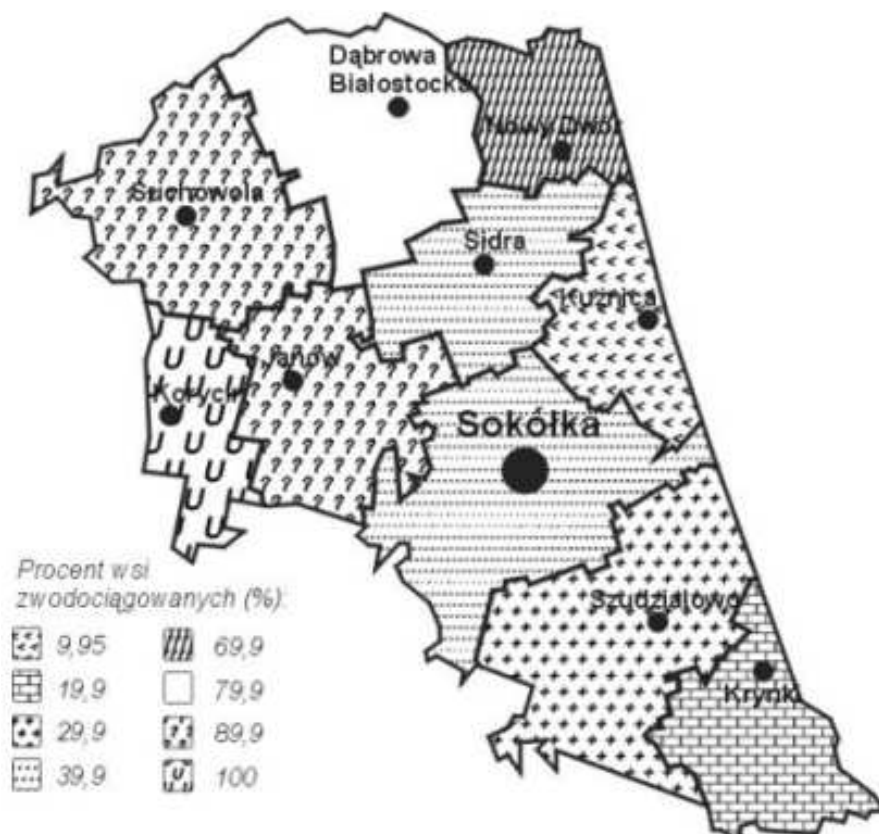 Dąbrowa
Białostocka
Nowy Dwór
Suchowola
Sidra
Kuźnica
Janów
Korycin
Sokółka
Szudziałowo
Krynki
Procent wsi
zwodociągowanych (%):
9,95
19,9
29,9
39,9
69,9
79,9
89,9
100